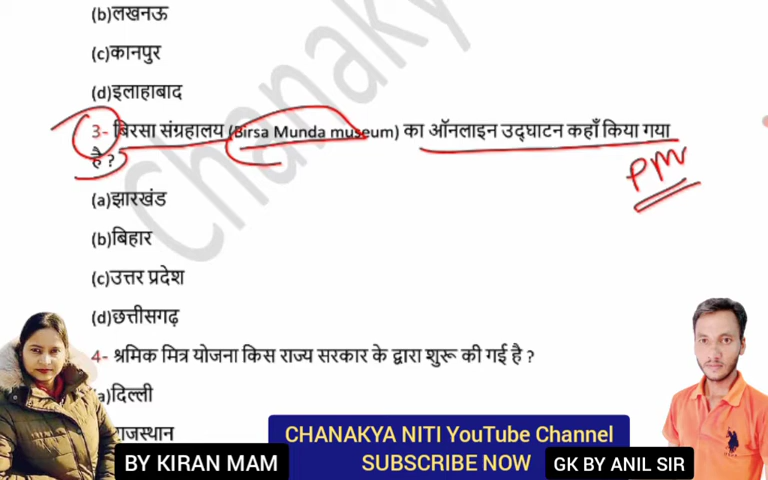 (b)लखनऊ
(c)कानपुर
(d)इलाहाबाद
3- बिरसा संग्रहालय (Birsa Munda museum) का ऑनलाइन उद्घाटन कहाँ किया गया
है ?
PM
(a)झारखंड
(b)बिहार
(c)उत्तर प्रदेश
(d)छत्तीसगढ़
4- श्रमिक मित्र योजना किस राज्य सरकार के द्वारा शुरू की गई है ?
a)दिल्ली
राजस्थान
Chanaky
CHANAKYA NITI YouTube Channel
SUBSCRIBE NOW
BY KIRAN MAM
GK BY ANIL SIR